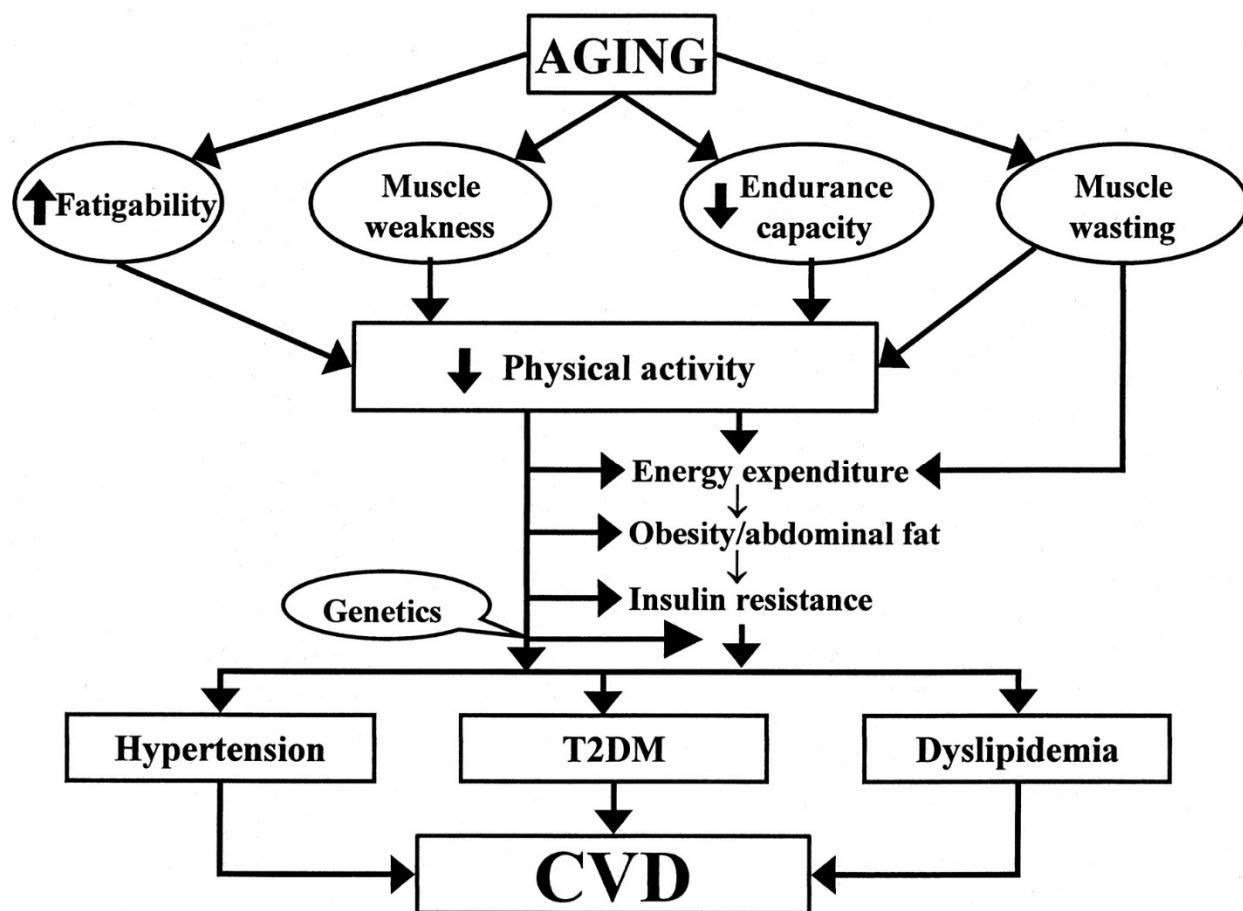 AGING
Fatigability
Muscle
weakness
Endurance
capacity
Muscle
wasting
Physical activity
Energy expenditure
Obesity/abdominal fat
Insulin resistance
Genetics
Hypertension
T2DM
Dyslipidemia
CVD